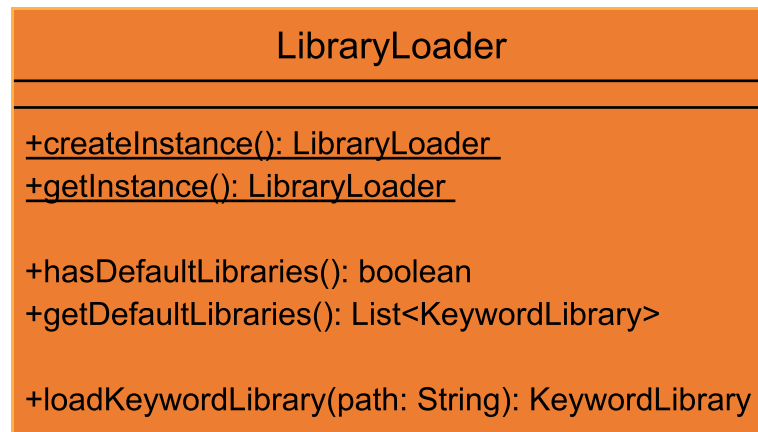 LibraryLoader
+createInstance(): LibraryLoader
+getInstance(): LibraryLoader
+hasDefaultLibraries(): boolean
+getDefaultLibraries(): List<KeywordLibrary>
+loadKeywordLibrary(path: String): KeywordLibrary